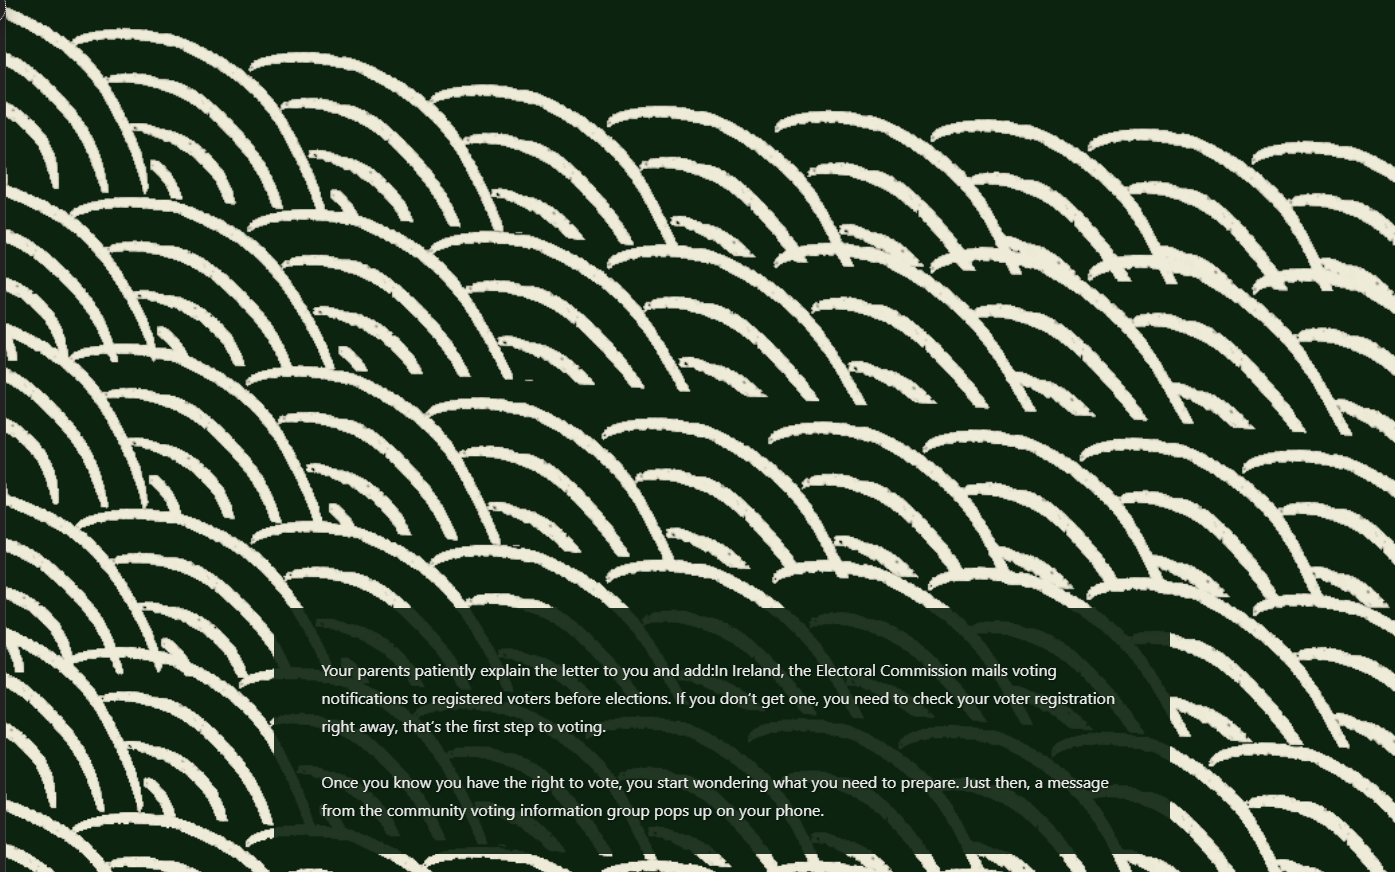 Your parents patiently explain the letter to you and add:In Ireland, the Electoral Commission mails voting
notifications to registered voters before elections. If you don’t get one, you need to check your voter registration
right away, that’s the first step to voting.
Once you know you have the right to vote, you start wondering what you need to prepare. Just then, a message
from the community voting information group pops up on your phone.